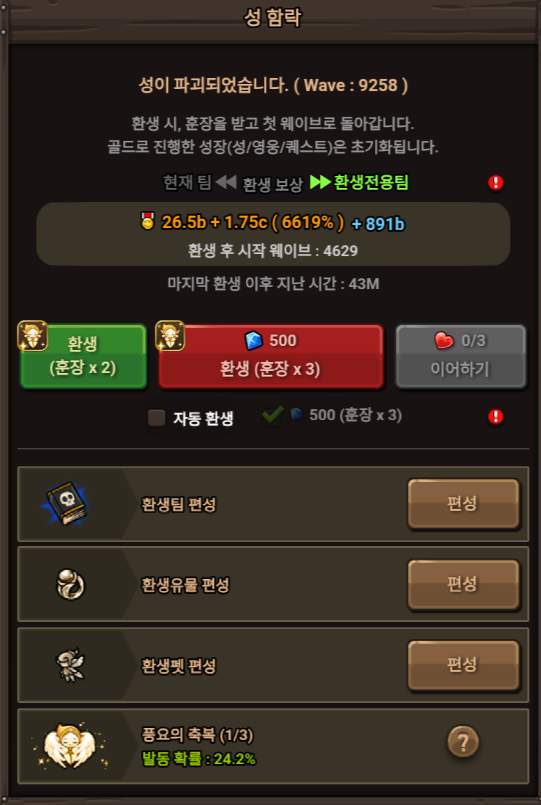 성 함락
성이 파괴되었습니다. ( Wave : 9258 )
환생 시, 훈장을 받고 첫 웨이브로 돌아갑니다.
골드로 진행한 성장(성/영웅/퀘스트)은 초기화됩니다.
현재 팀 환생 보상 환생전용팀
26.5b + 1.75c ( 6619% ) + 891b
환생 후 시작 웨이브 : 4629
마지막 환생 이후 지난 시간 : 43M
환생
(훈장 x 2)
500
환생 (훈장 x 3)
0/3
이어하기
자동 환생 500 (훈장 x 3)
환생팀 편성 편성
환생유물 편성 편성
환생펫 편성 편성
풍요의 축복 (1/3)
발동 확률 : 24.2%
?